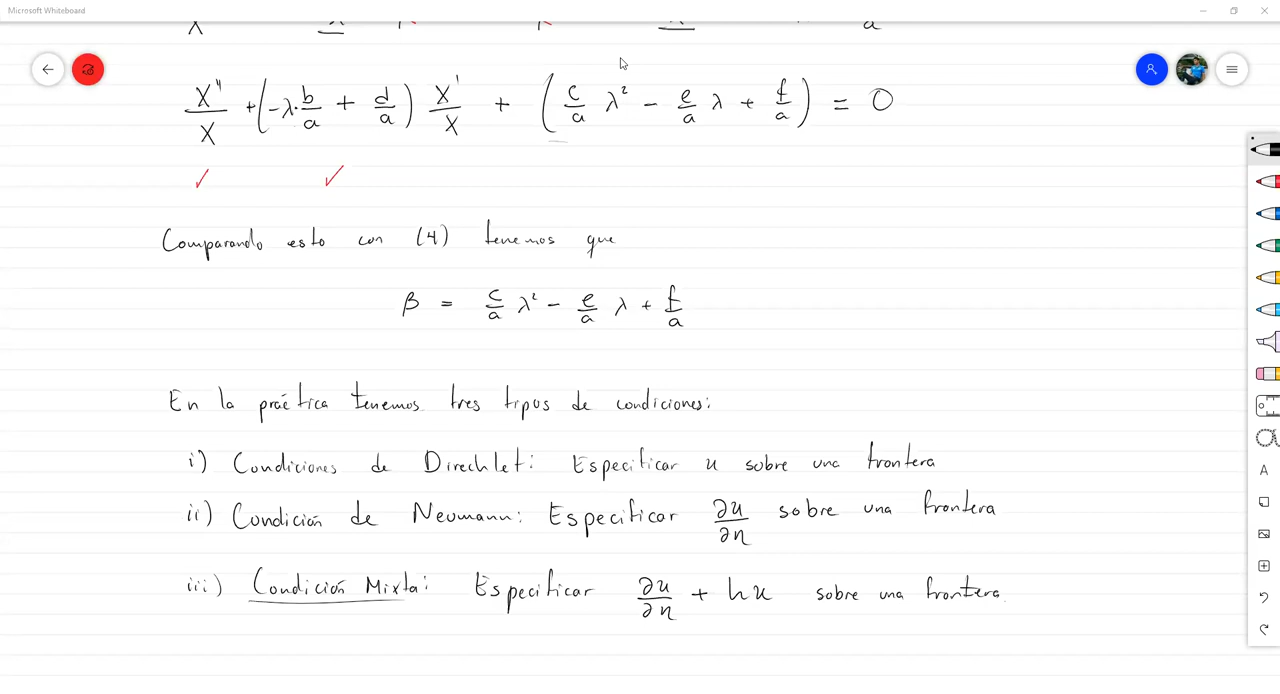 Microsoft Whiteboard
X''/X + (-λ·b/a + d/a) X'/X + (c/a λ² - e/a λ + f/a) = 0
Comparando esto con (4) tenemos que
β = c/a λ² - e/a λ + f/a
En la práctica tenemos tres tipos de condiciones:
i) Condiciones de Direchlet: Especificar u sobre una frontera
ii) Condición de Neumann: Especificar ∂u/∂n sobre una frontera
iii) Condición Mixta: Especificar ∂u/∂n + hu sobre una frontera.